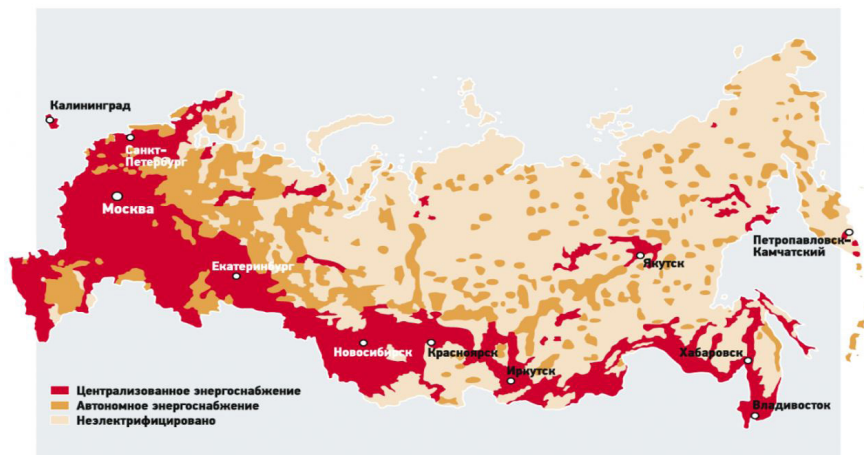 Калининград
Санкт-
Петербург
Москва
Екатеринбург
Новосибирск
Красноярск
Иркутск
Якутск
Петропавловск-
Камчатский
Хабаровск
Владивосток
Централизованное энергоснабжение
Автономное энергоснабжение
Неэлектрифицировано